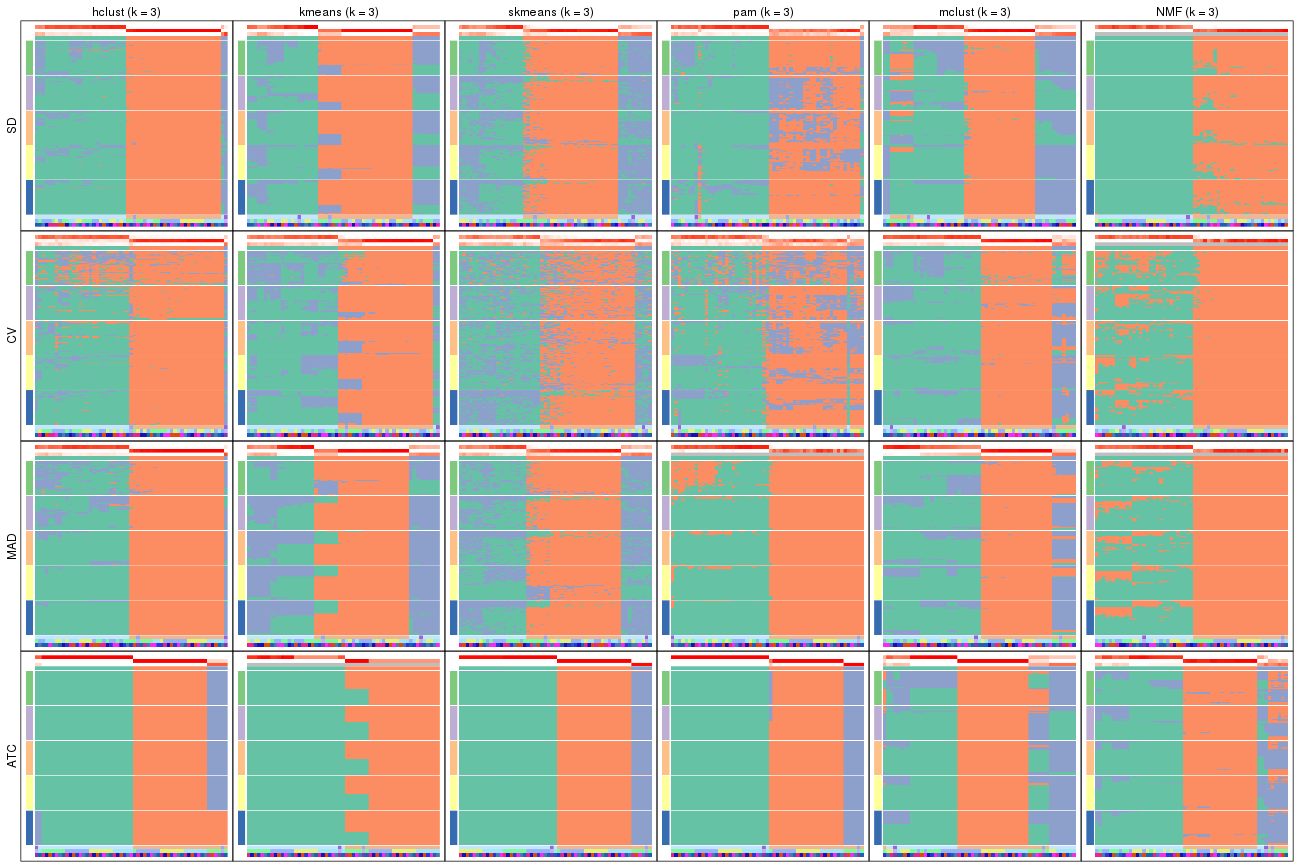 hclust (k = 3) kmeans (k = 3) skmeans (k = 3) pam (k = 3) mclust (k = 3) NMF (k = 3)
SD
CV
MAD
ATC